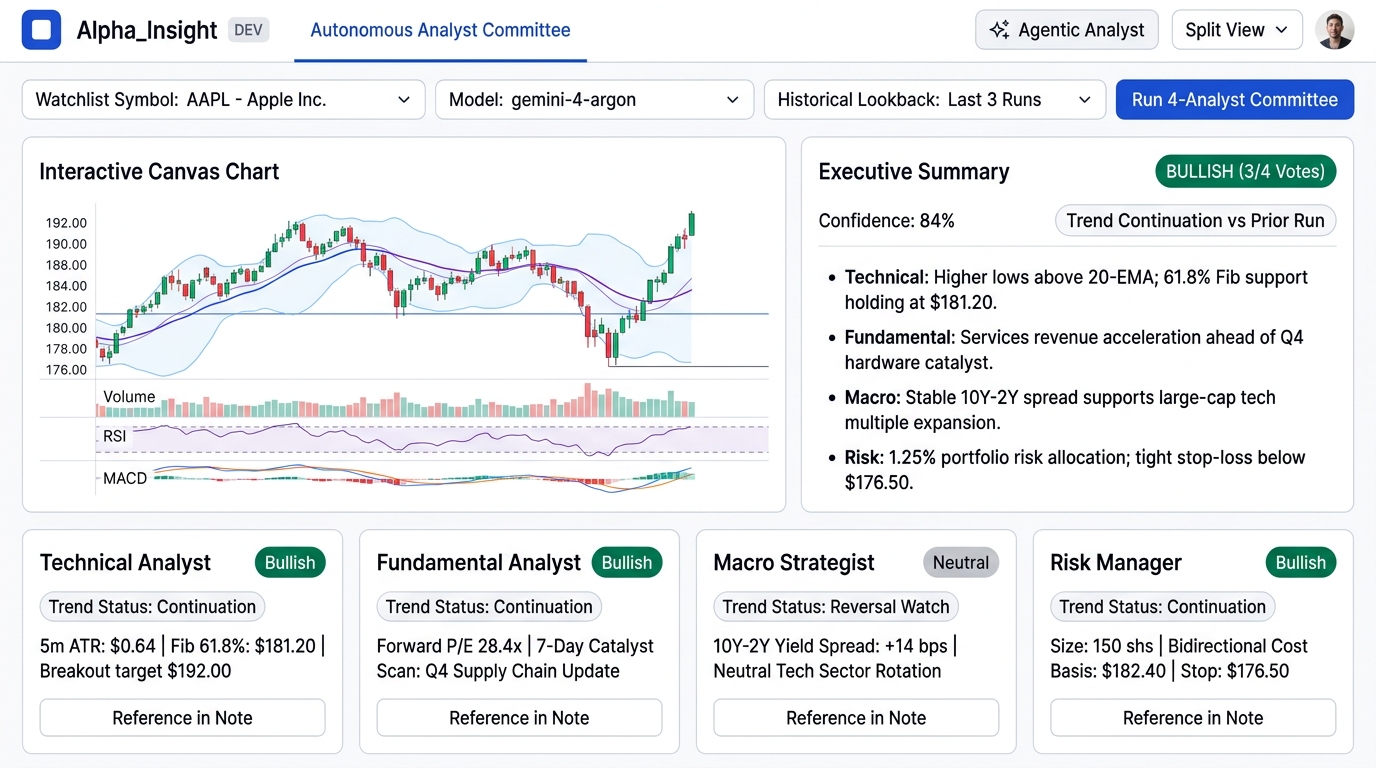 Alpha_Insight DEV
Autonomous Analyst Committee
Agentic Analyst
Split View
Watchlist Symbol: AAPL - Apple Inc.
Model: gemini-4-argon
Historical Lookback: Last 3 Runs
Run 4-Analyst Committee
Interactive Canvas Chart
192.00
190.00
188.00
184.00
182.00
180.00
178.00
176.00
Volume
RSI
MACD
Executive Summary
BULLISH (3/4 Votes)
Confidence: 84%
Trend Continuation vs Prior Run
• Technical: Higher lows above 20-EMA; 61.8% Fib support
holding at $181.20.
• Fundamental: Services revenue acceleration ahead of Q4
hardware catalyst.
• Macro: Stable 10Y-2Y spread supports large-cap tech
multiple expansion.
• Risk: 1.25% portfolio risk allocation; tight stop-loss below
$176.50.
Technical Analyst
Bullish
Trend Status: Continuation
5m ATR: $0.64 | Fib 61.8%: $181.20 |
Breakout target $192.00
Reference in Note
Fundamental Analyst
Bullish
Trend Status: Continuation
Forward P/E 28.4x | 7-Day Catalyst
Scan: Q4 Supply Chain Update
Reference in Note
Macro Strategist
Neutral
Trend Status: Reversal Watch
10Y-2Y Yield Spread: +14 bps |
Neutral Tech Sector Rotation
Reference in Note
Risk Manager
Bullish
Trend Status: Continuation
Size: 150 shs | Bidirectional Cost
Basis: $182.40 | Stop: $176.50
Reference in Note